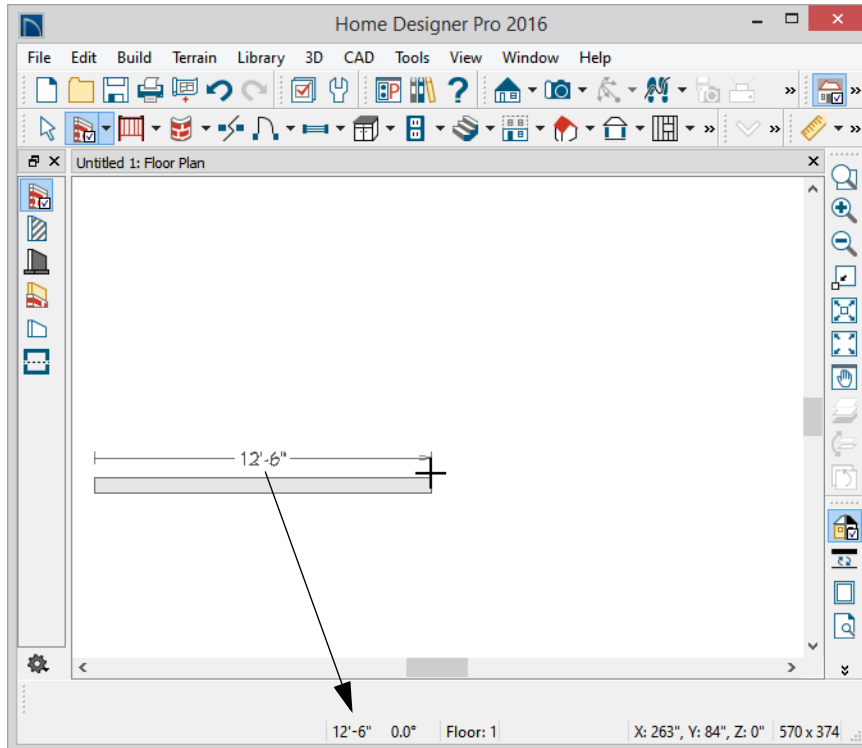 Home Designer Pro 2016
File Edit Build Terrain Library 3D CAD Tools View Window Help
Untitled 1: Floor Plan
12'-6"
12'-6" 0.0° Floor: 1 X: 263", Y: 84", Z: 0" 570 x 374